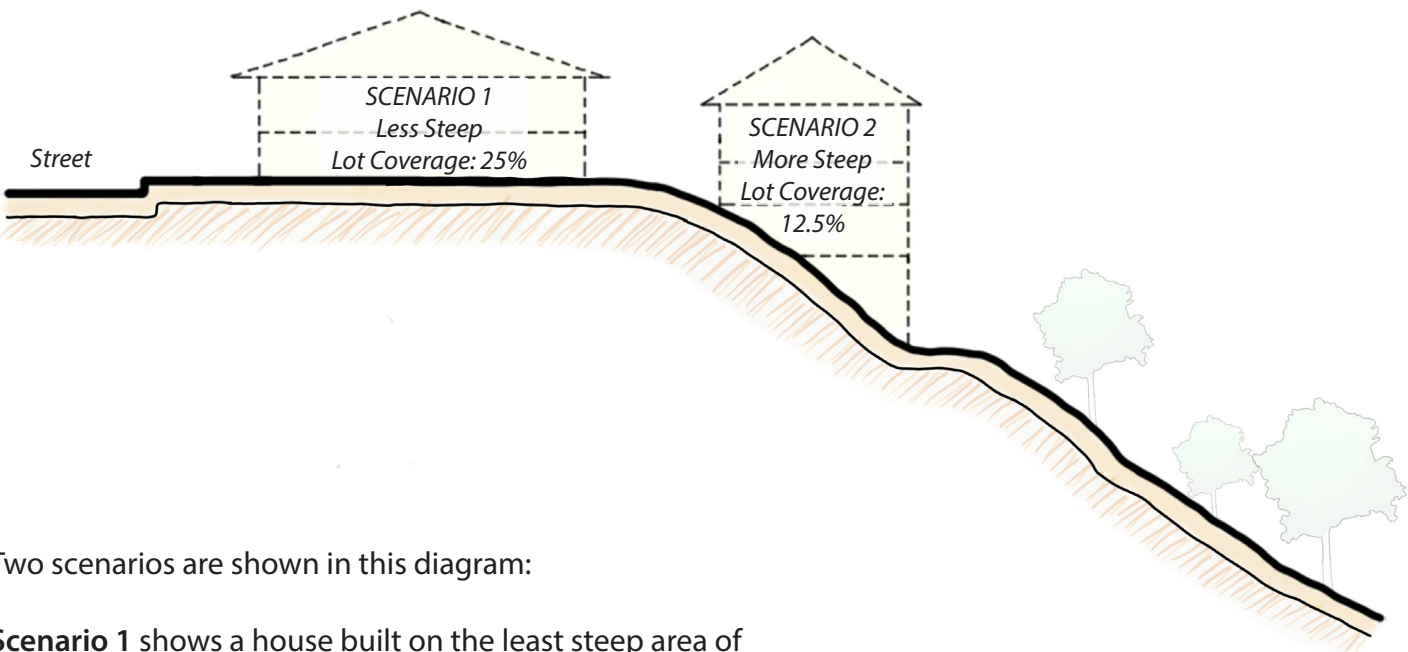 SCENARIO 1
Less Steep
Lot Coverage: 25%
SCENARIO 2
More Steep
Lot Coverage:
12.5%
Street
Two scenarios are shown in this diagram:
Scenario 1 shows a house built on the least steep area of